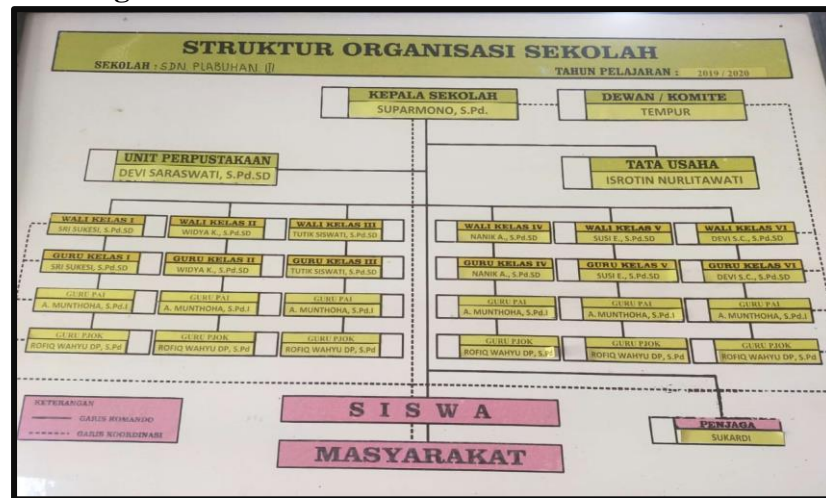 STRUKTUR ORGANISASI SEKOLAH
SEKOLAH : SDN PLABUHAN III
TAHUN PELAJARAN : 2019 / 2020
KEPALA SEKOLAH
SUPARMONO, S.Pd.
DEWAN / KOMITE
TEMPUR
UNIT PERPUSTAKAAN
DEVI SARASWATI, S.Pd.SD
TATA USAHA
ISROTIN NURLITAWATI
WALI KELAS I
SRI SUKESI, S.Pd.SD
WALI KELAS II
WIDYA K., S.Pd.SD
WALI KELAS III
TUTIK SISWATI, S.Pd.SD
WALI KELAS IV
NANIK A., S.Pd.SD
WALI KELAS V
SUSI E., S.Pd.SD
WALI KELAS VI
DEVI S.C., S.Pd.SD
GURU KELAS I
SRI SUKESI, S.Pd.SD
GURU KELAS II
WIDYA K., S.Pd.SD
GURU KELAS III
TUTIK SISWATI, S.Pd.SD
GURU KELAS IV
NANIK A., S.Pd.SD
GURU KELAS V
SUSI E., S.Pd.SD
GURU KELAS VI
DEVI S.C., S.Pd.SD
GURU PAI
A. MUNTHOHA, S.Pd.I
GURU PAI
A. MUNTHOHA, S.Pd.I
GURU PAI
A. MUNTHOHA, S.Pd.I
GURU PAI
A. MUNTHOHA, S.Pd.I
GURU PAI
A. MUNTHOHA, S.Pd.I
GURU PAI
A. MUNTHOHA, S.Pd.I
GURU PJOK
ROFIQ WAHYU DP, S.Pd
GURU PJOK
ROFIQ WAHYU DP, S.Pd
GURU PJOK
ROFIQ WAHYU DP, S.Pd
GURU PJOK
ROFIQ WAHYU DP, S.Pd
GURU PJOK
ROFIQ WAHYU DP, S.Pd
GURU PJOK
ROFIQ WAHYU DP, S.Pd
KETERANGAN
GARIS KOMANDO
GARIS KOORDINASI
SISWA
MASYARAKAT
PENJAGA
SUKARDI